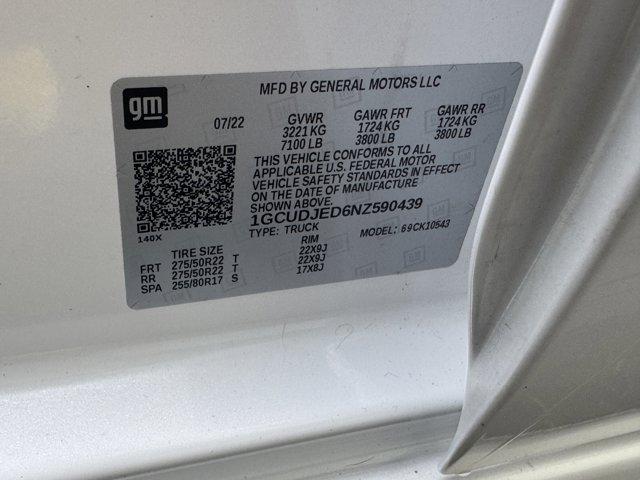 gm
MFD BY GENERAL MOTORS LLC
07/22 GVWR GAWR FRT GAWR RR
3221 KG 1724 KG 1724 KG
7100 LB 3800 LB 3800 LB
THIS VEHICLE CONFORMS TO ALL
APPLICABLE U.S. FEDERAL MOTOR
VEHICLE SAFETY STANDARDS IN EFFECT
ON THE DATE OF MANUFACTURE
SHOWN ABOVE.
1GCUDJED6NZ590439
TYPE: TRUCK MODEL: 69CK10543
140X
TIRE SIZE RIM
FRT 275/50R22 T 22X9J
RR 275/50R22 T 22X9J
SPA 255/80R17 S 17X8J